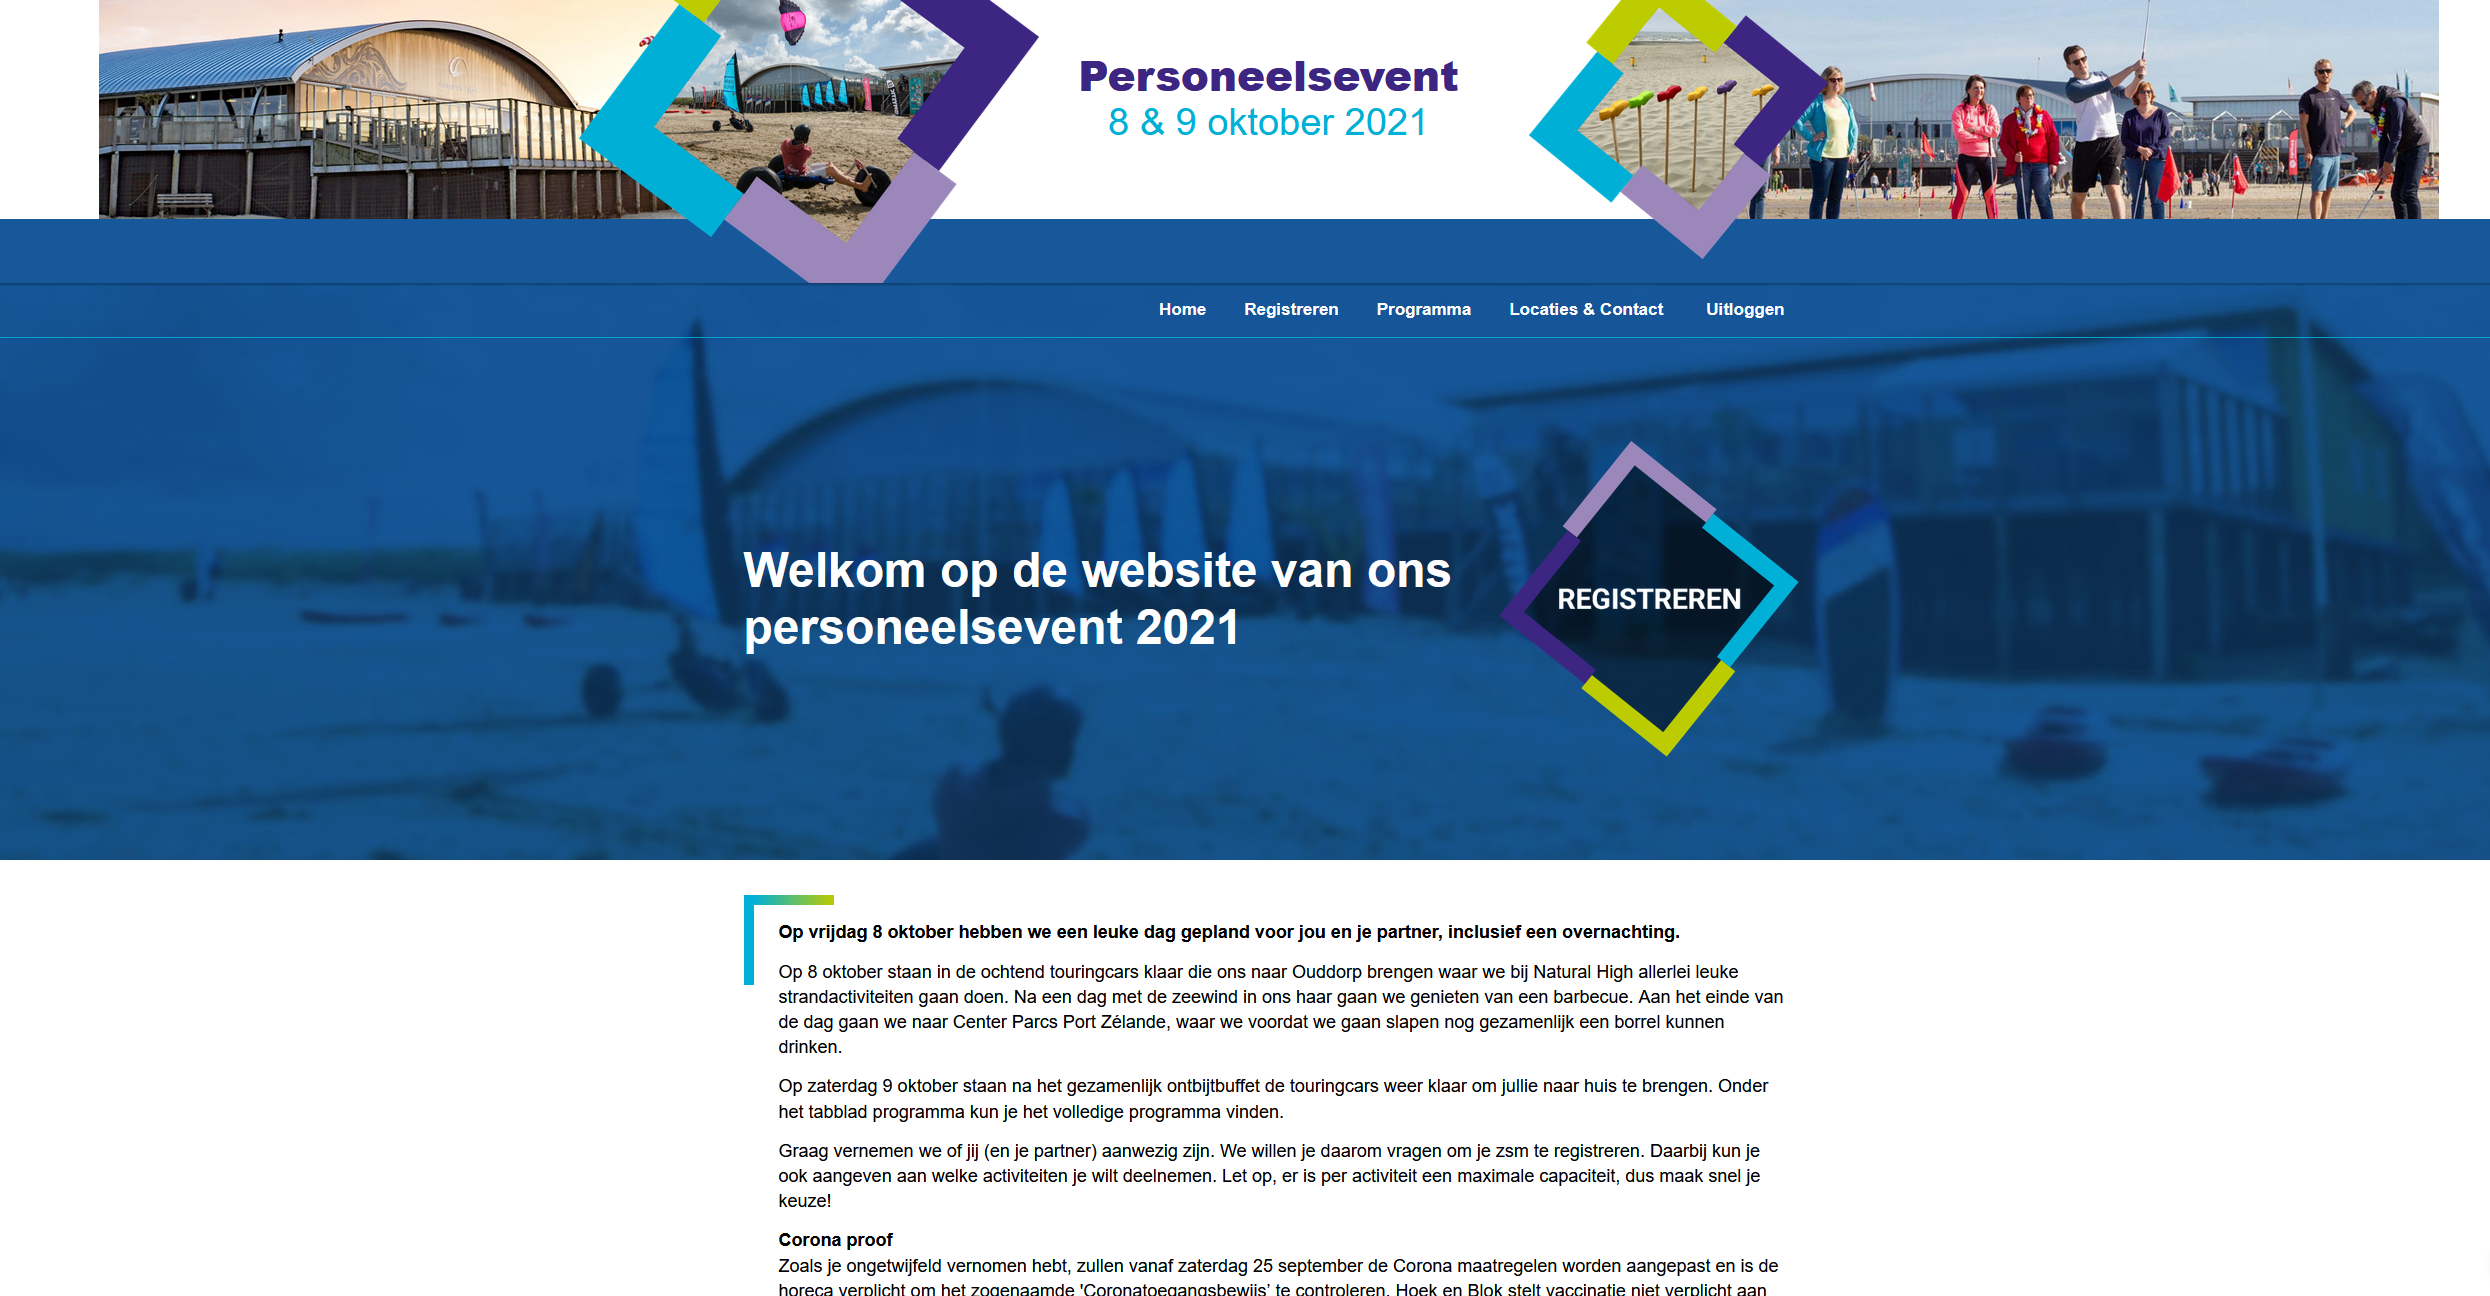 Personeelsevent
8 & 9 oktober 2021
Home Registreren Programma Locaties & Contact Uitloggen
Welkom op de website van ons
personeelsevent 2021
REGISTREREN
Op vrijdag 8 oktober hebben we een leuke dag gepland voor jou en je partner, inclusief een overnachting.
Op 8 oktober staan in de ochtend touringcars klaar die ons naar Ouddorp brengen waar we bij Natural High allerlei leuke
strandactiviteiten gaan doen. Na een dag met de zeewind in ons haar gaan we genieten van een barbecue. Aan het einde van
de dag gaan we naar Center Parcs Port Zélande, waar we voordat we gaan slapen nog gezamenlijk een borrel kunnen
drinken.
Op zaterdag 9 oktober staan na het gezamenlijk ontbijtbuffet de touringcars weer klaar om jullie naar huis te brengen. Onder
het tabblad programma kun je het volledige programma vinden.
Graag vernemen we of jij (en je partner) aanwezig zijn. We willen je daarom vragen om je zsm te registreren. Daarbij kun je
ook aangeven aan welke activiteiten je wilt deelnemen. Let op, er is per activiteit een maximale capaciteit, dus maak snel je
keuze!
Corona proof
Zoals je ongetwijfeld vernomen hebt, zullen vanaf zaterdag 25 september de Corona maatregelen worden aangepast en is de
horeca verplicht om het zogenaamde 'Coronatoegangsbewijs’ te controleren. Hoek en Blok stelt vaccinatie niet verplicht aan